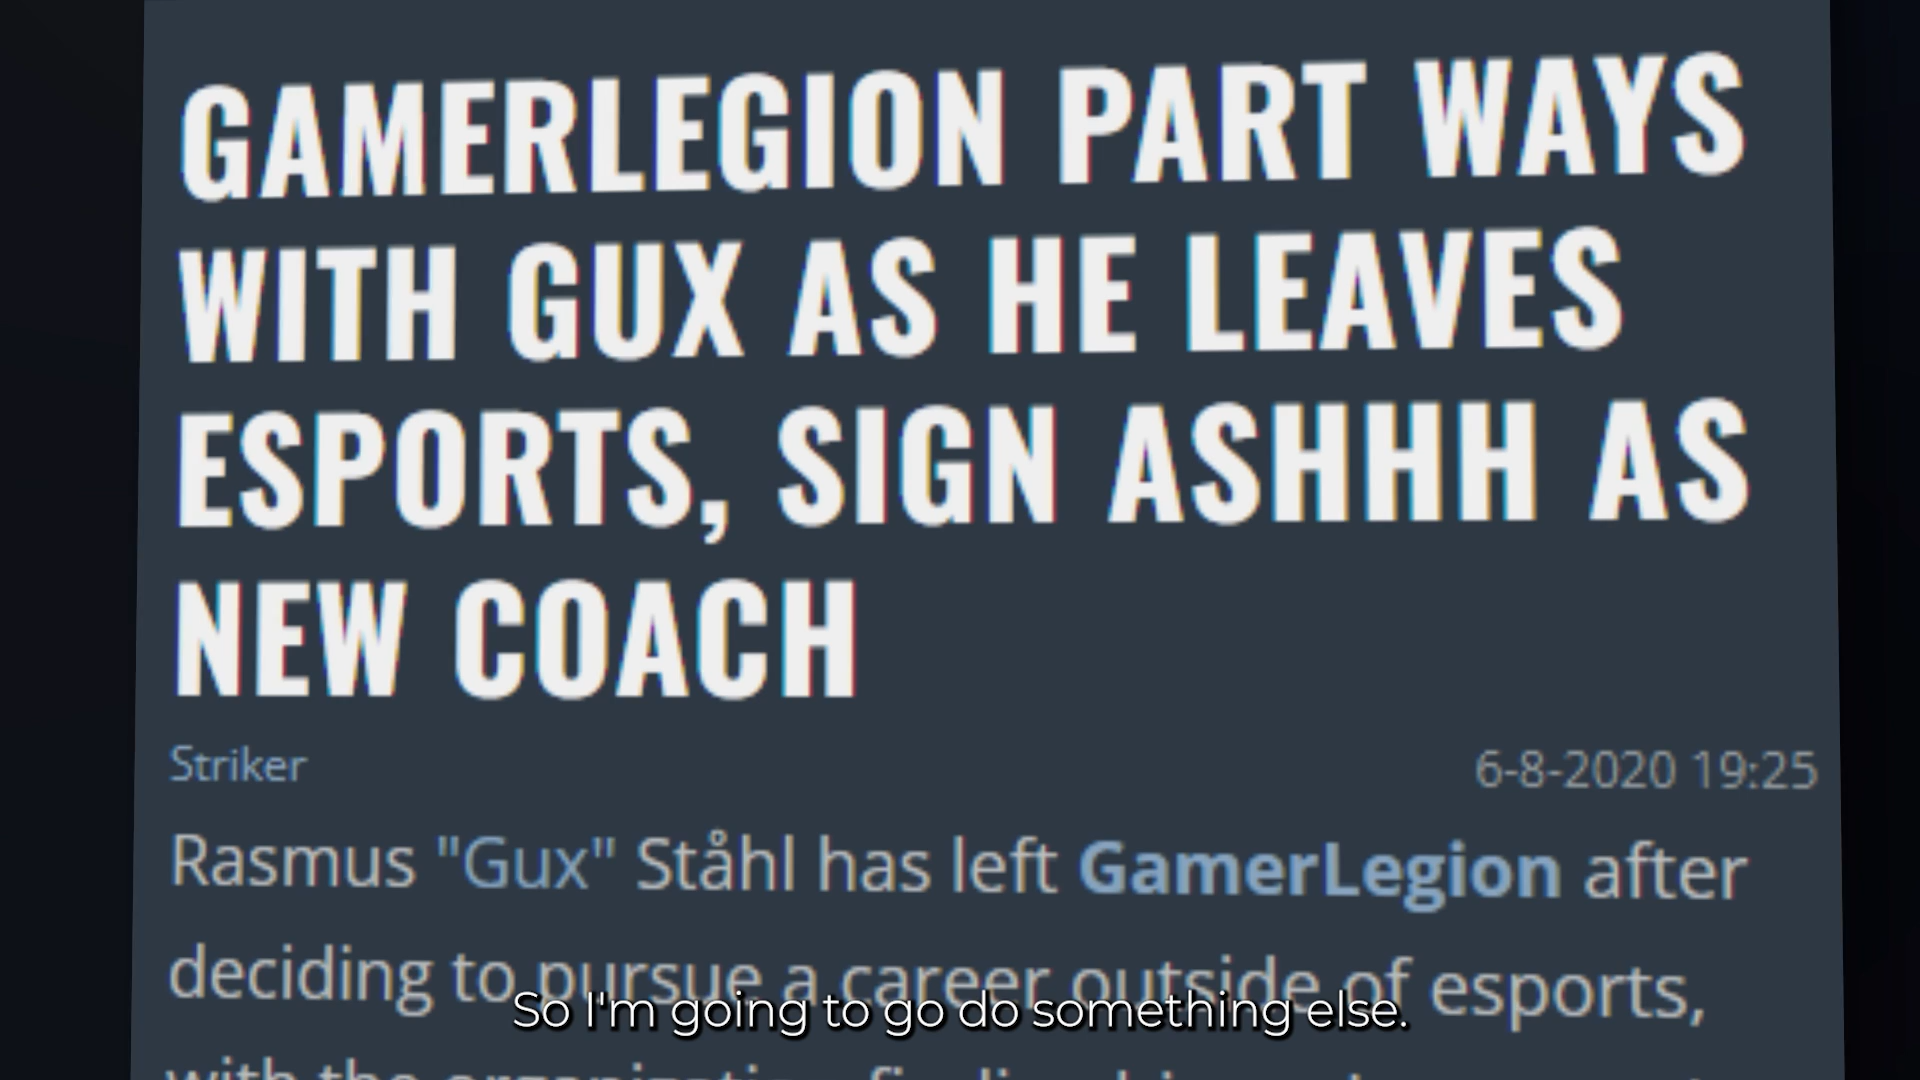 GAMERLEGION PART WAYS
WITH GUX AS HE LEAVES
ESPORTS, SIGN ASHHH AS
NEW COACH
Striker 6-8-2020 19:25
Rasmus "Gux" Ståhl has left GamerLegion after
deciding to pursue a career outside of esports,
So I'm going to go do something else.
with the